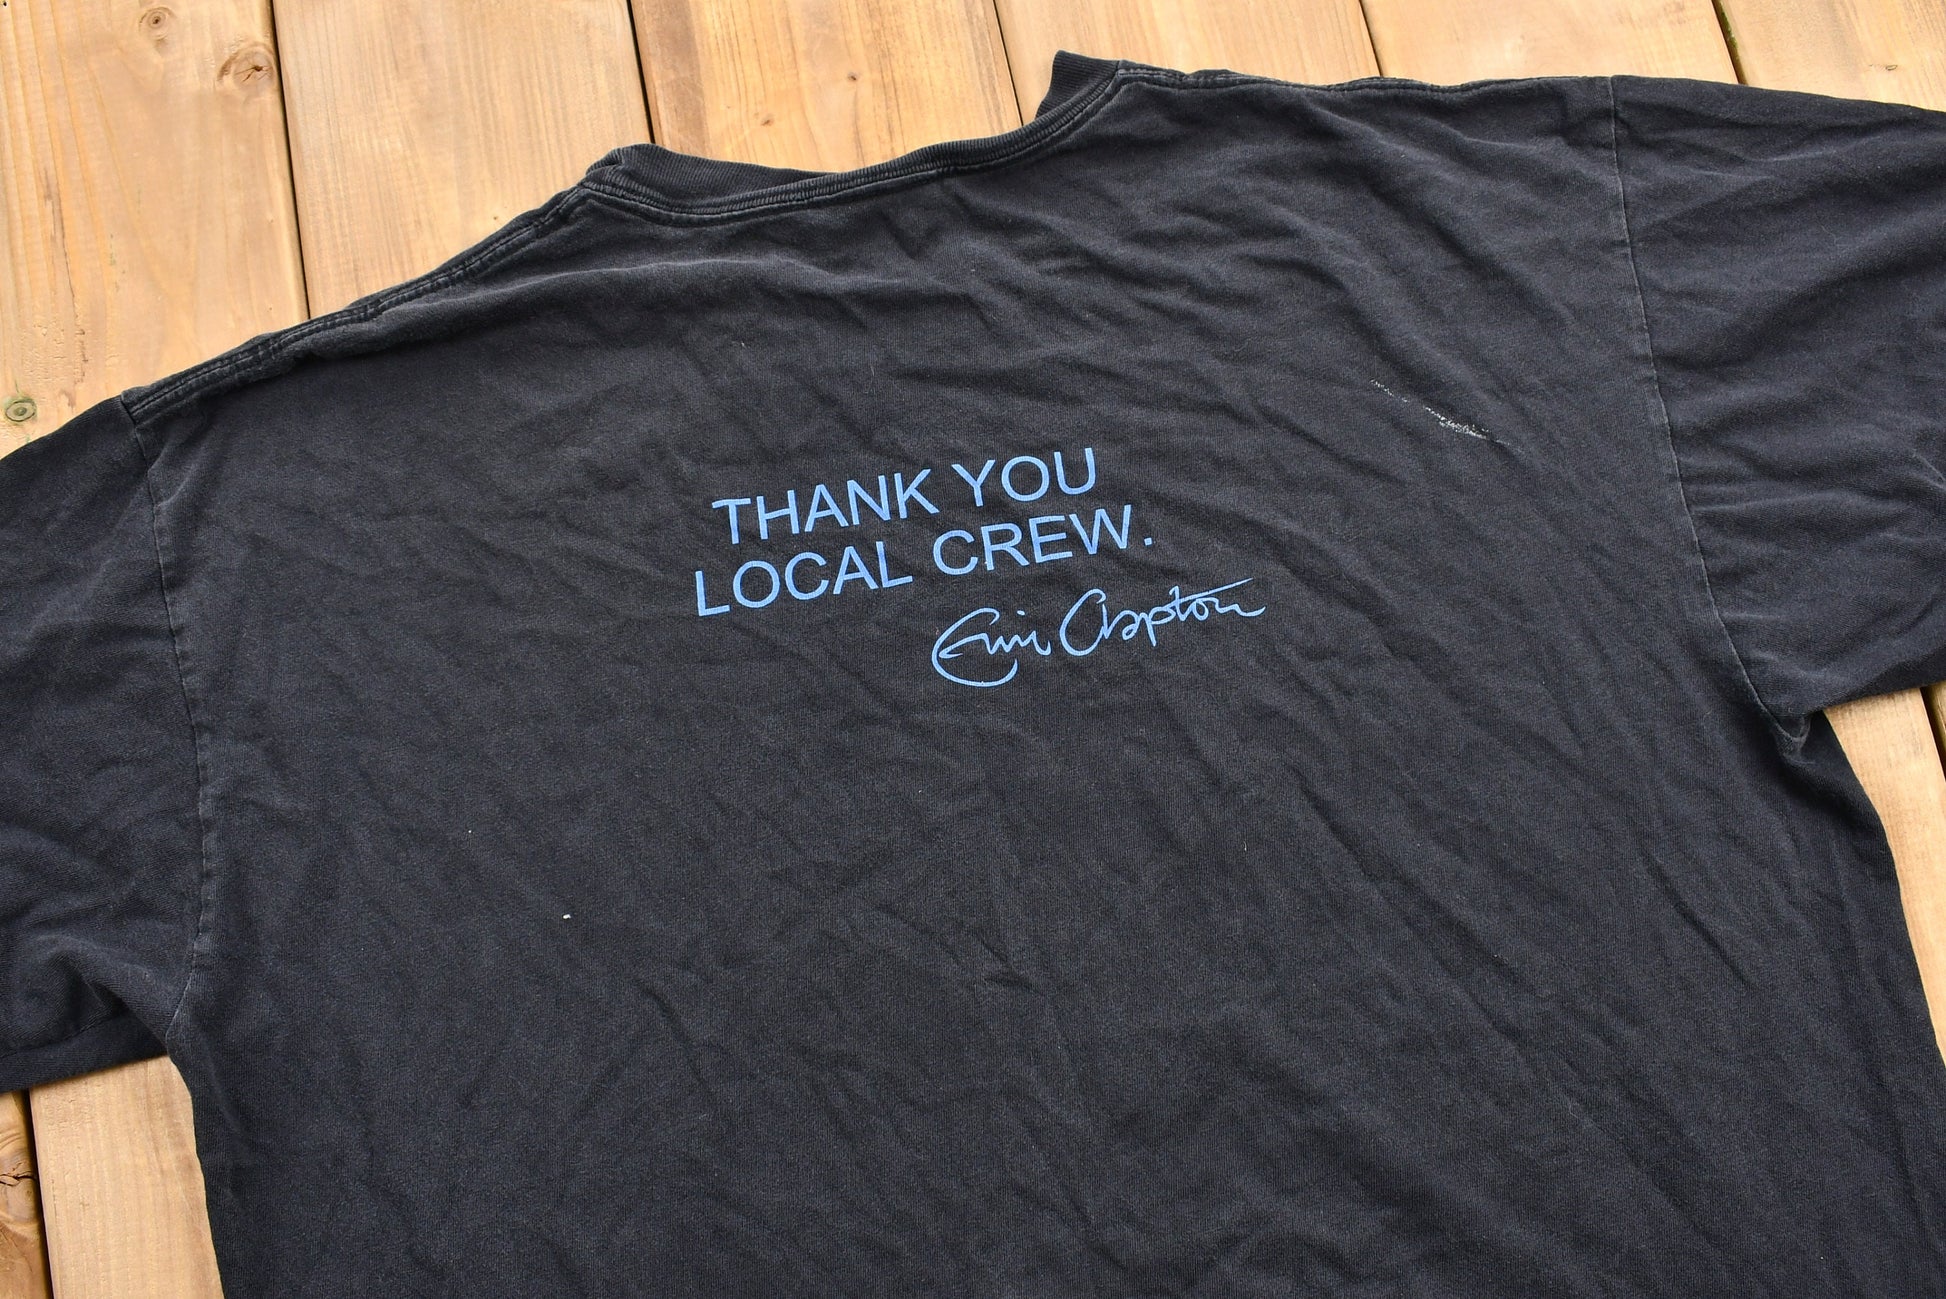 THANK YOU
LOCAL CREW.
Eric Clapton